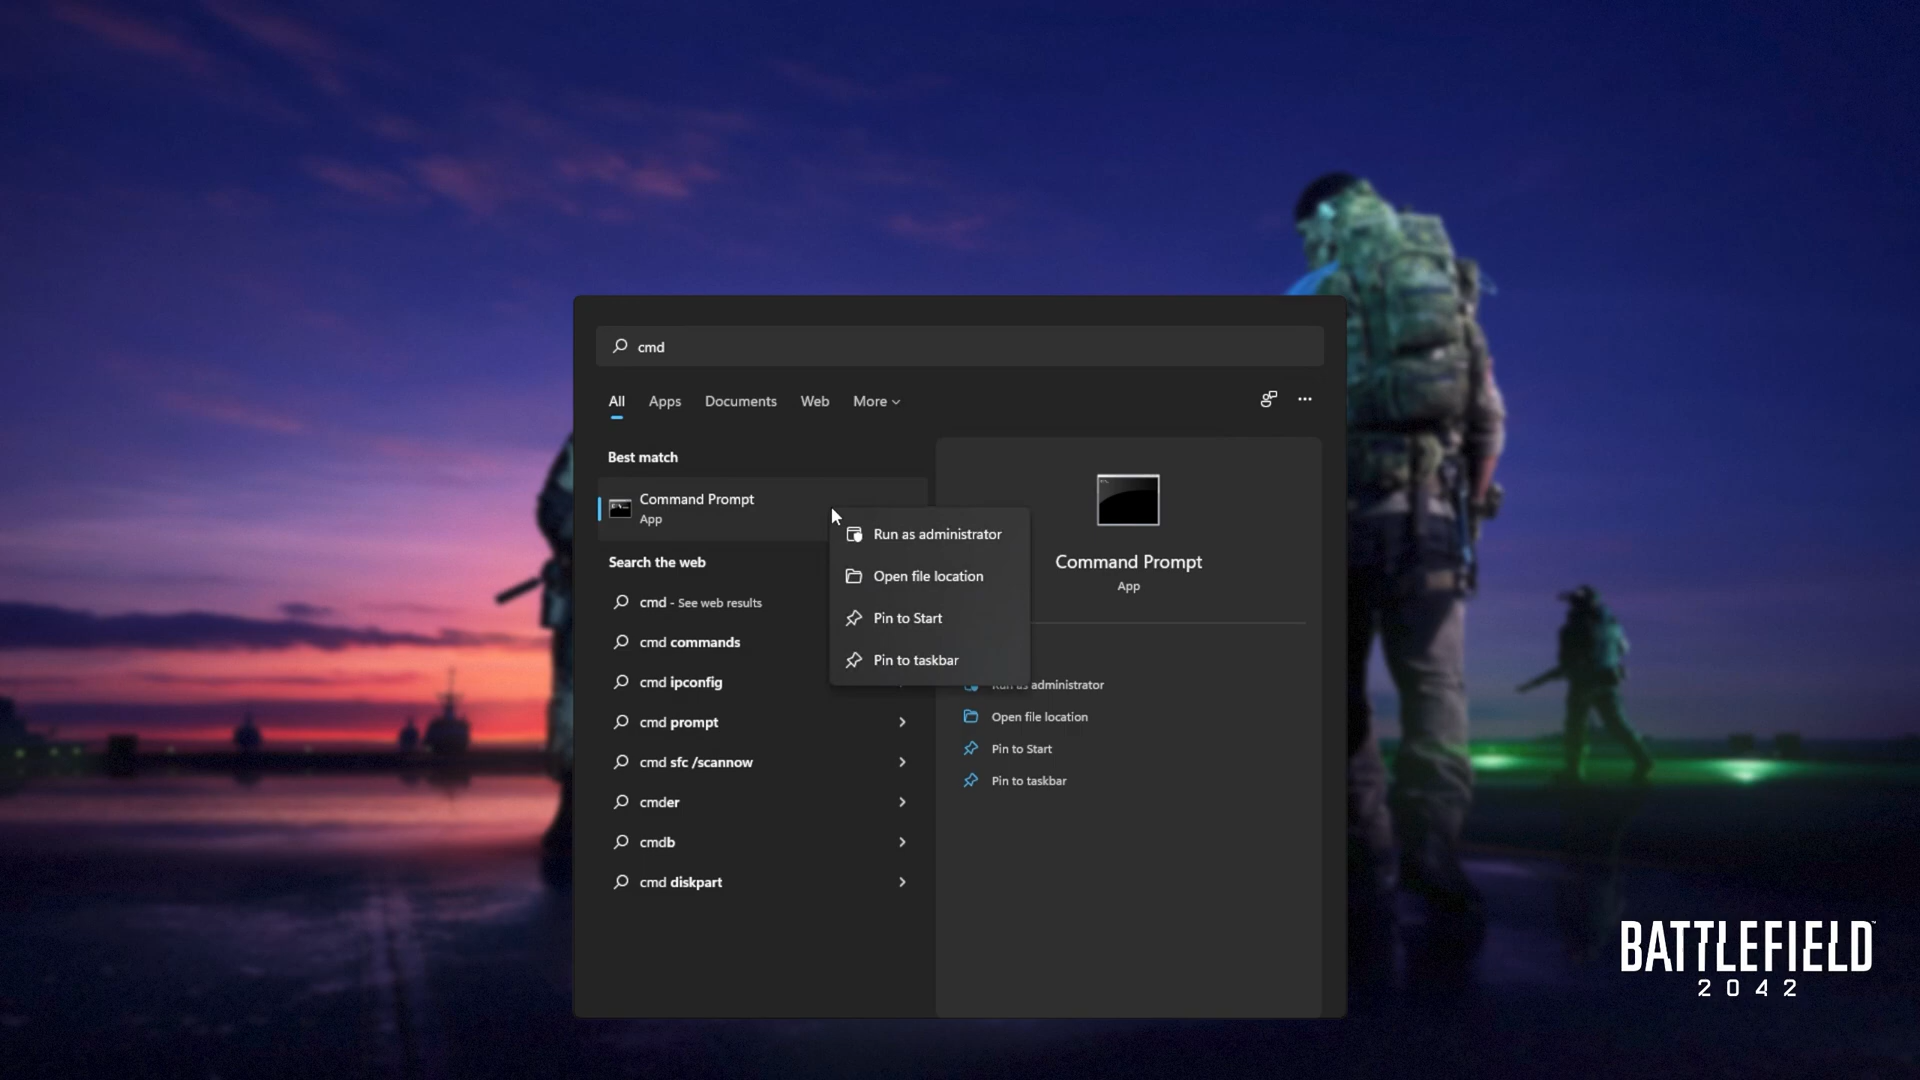 cmd
All Apps Documents Web More
Best match
Command Prompt
App
Search the web
cmd - See web results
cmd commands
cmd ipconfig
cmd prompt
cmd sfc /scannow
cmder
cmdb
cmd diskpart
Run as administrator
Open file location
Pin to Start
Pin to taskbar
Command Prompt
App
Run as administrator
Open file location
Pin to Start
Pin to taskbar
BATTLEFIELD™
2042